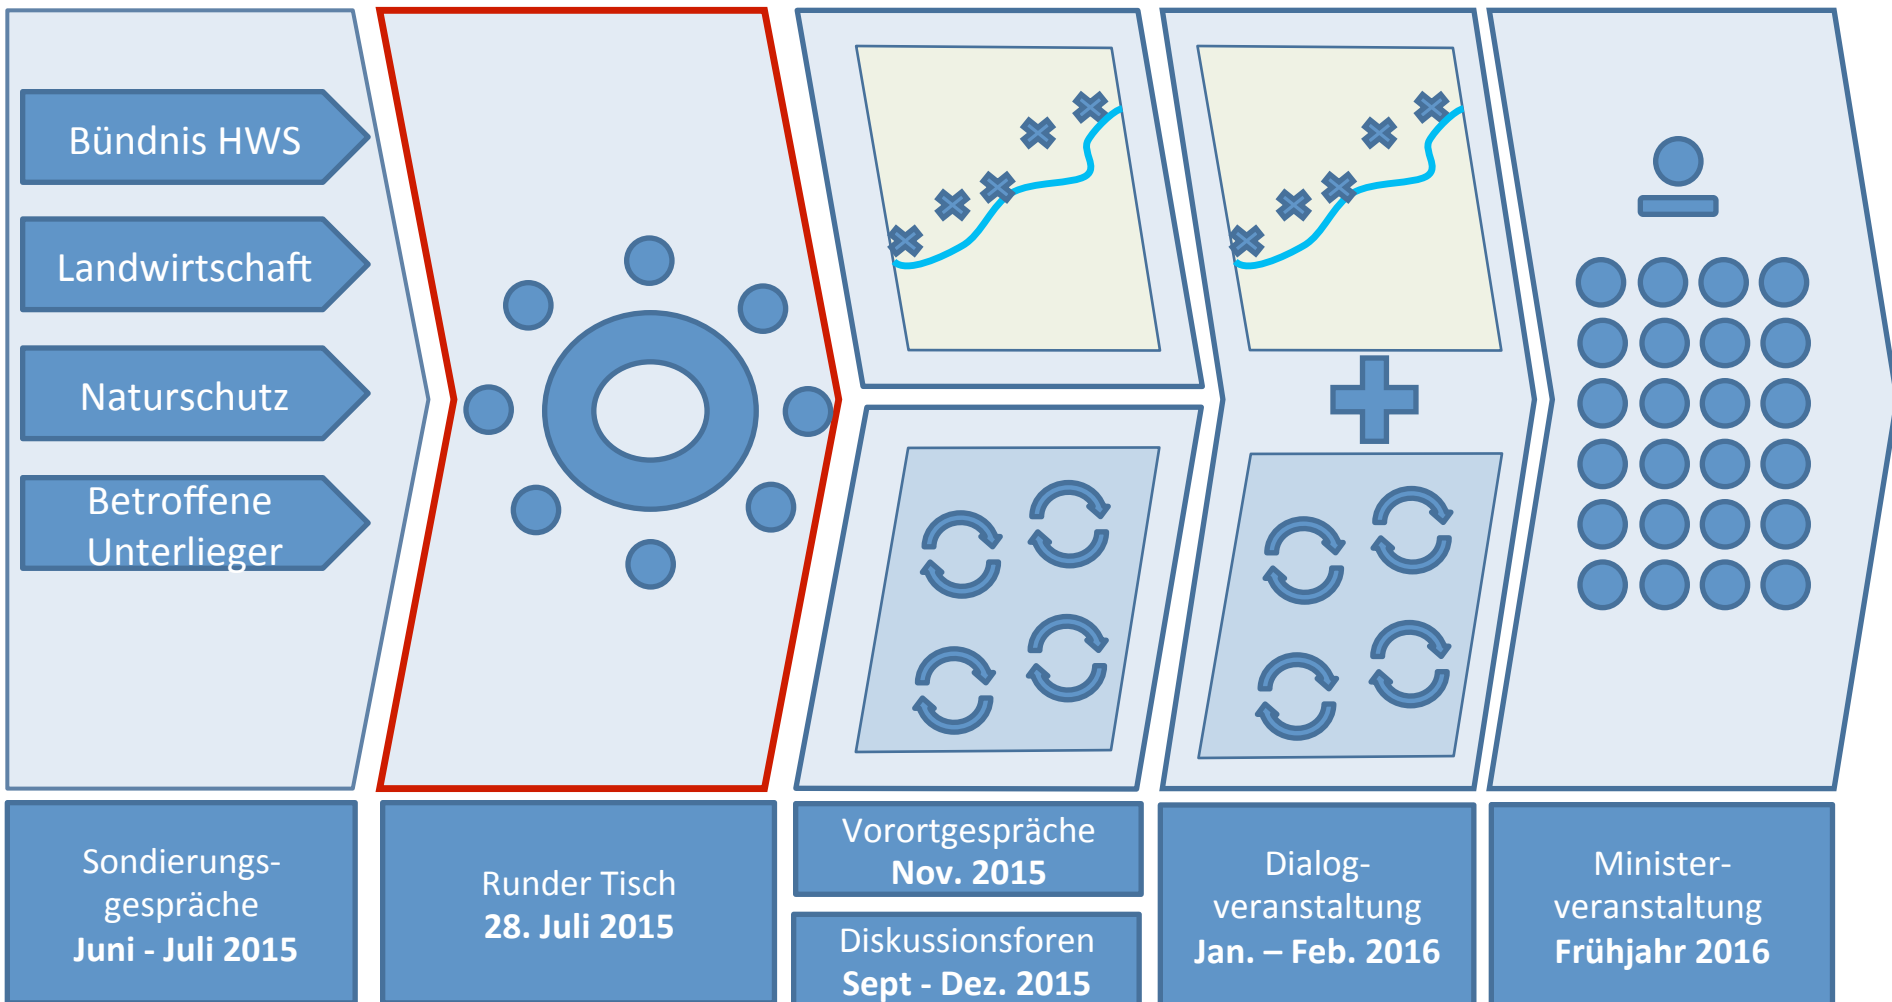 Bündnis HWS
Landwirtschaft
Naturschutz
Betroffene
Unterlieger
Sondierungs-
gespräche
Juni - Juli 2015
Runder Tisch
28. Juli 2015
Vorortgespräche
Nov. 2015
Diskussionsforen
Sept - Dez. 2015
Dialog-
veranstaltung
Jan. – Feb. 2016
Minister-
veranstaltung
Frühjahr 2016